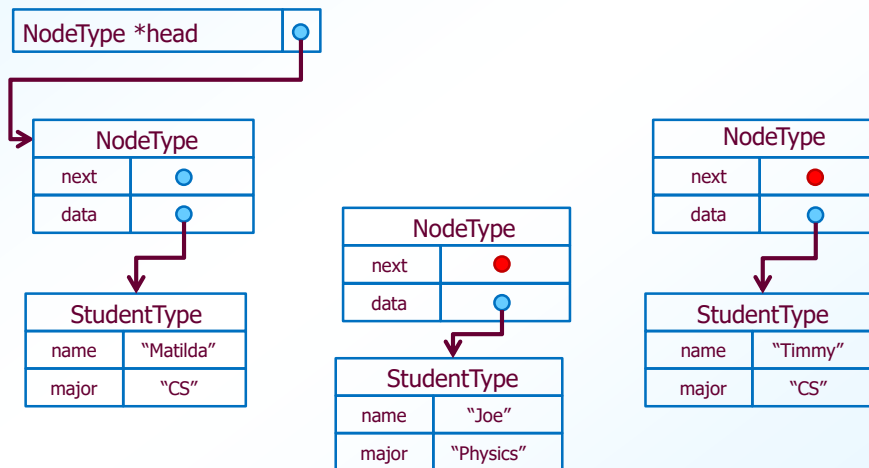 NodeType *head
NodeType
next
data
StudentType
name “Matilda”
major “CS”
NodeType
next
data
StudentType
name “Joe”
major “Physics”
NodeType
next
data
StudentType
name “Timmy”
major “CS”